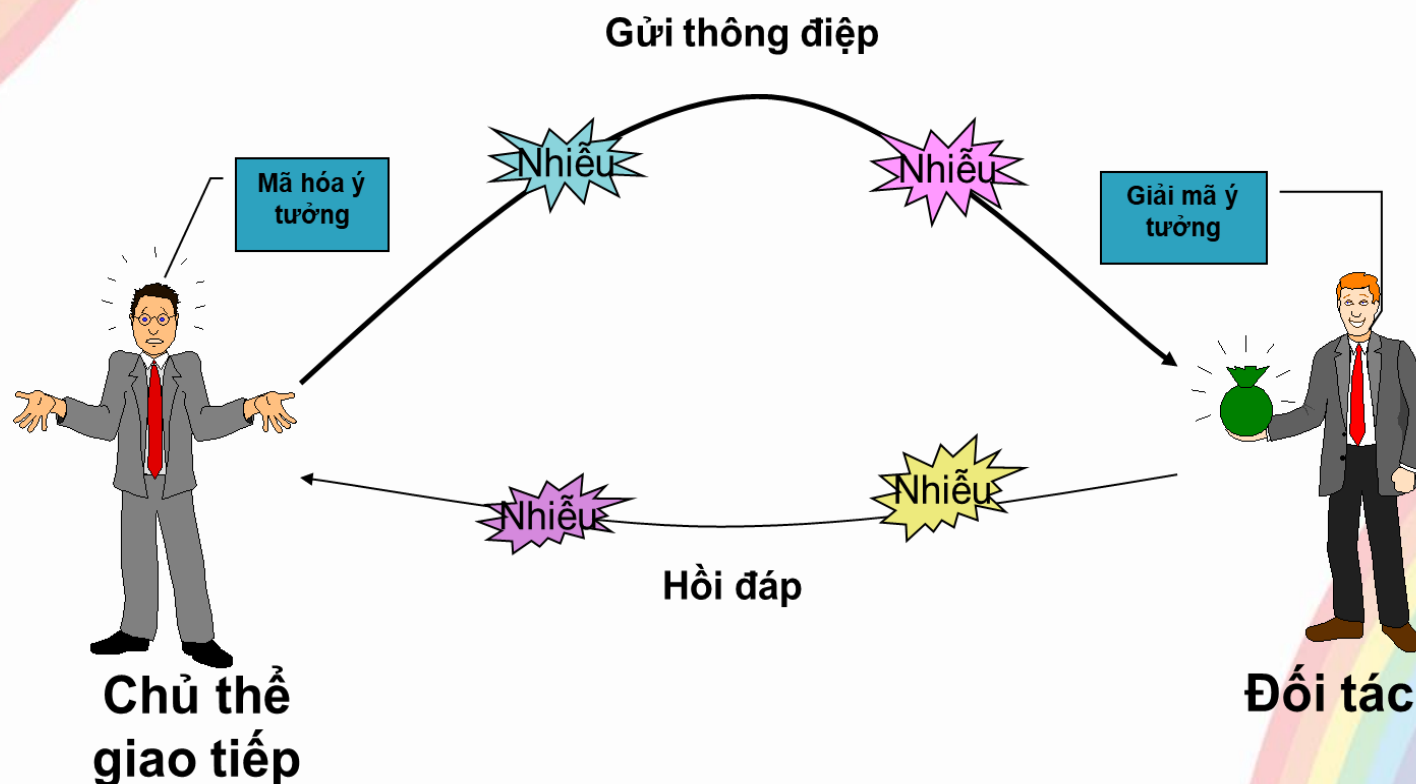 Gửi thông điệp
Nhiễu
Nhiễu
Mã hóa ý
tưởng
Giải mã ý
tưởng
Nhiễu
Nhiễu
Hồi đáp
Chủ thể
giao tiếp
Đối tác